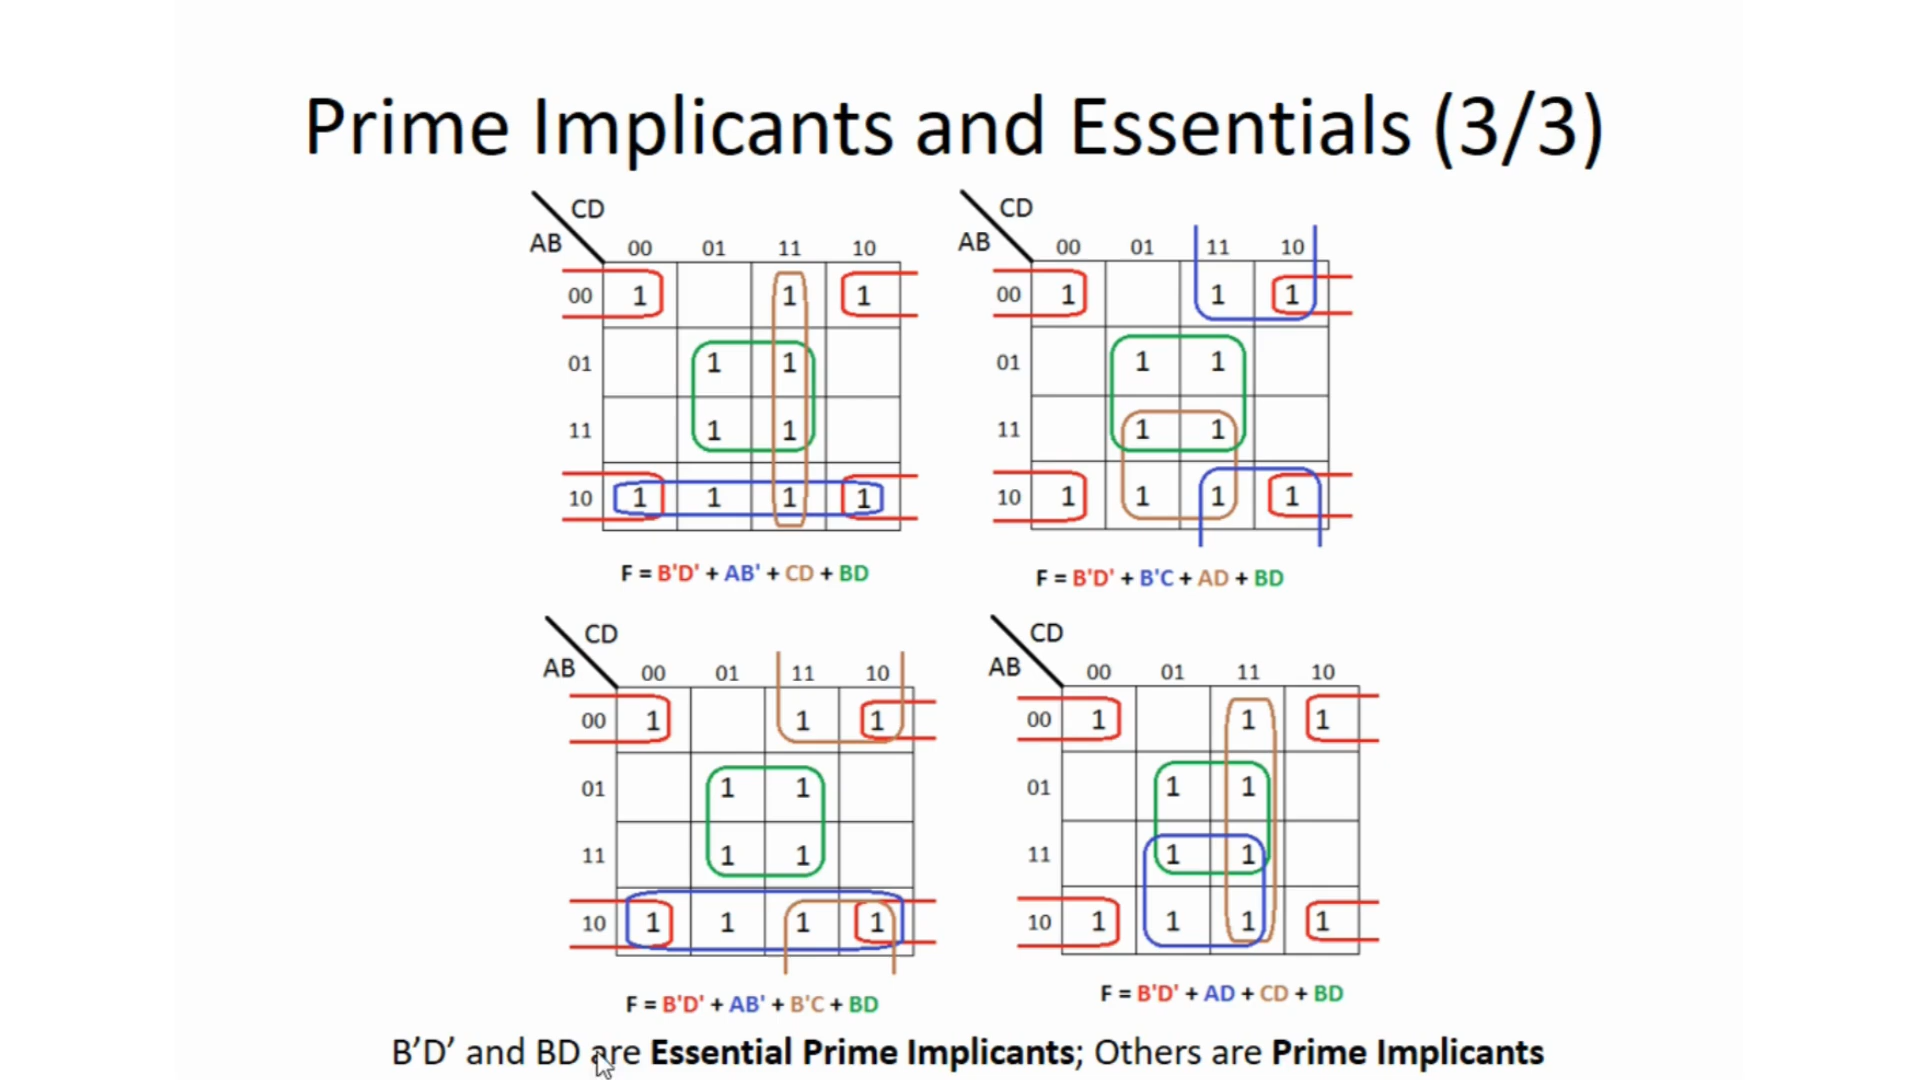 Prime Implicants and Essentials (3/3)
CD
AB
00 01 11 10
00 1 1 1
01 1 1
11 1 1
10 1 1 1 1
F = B'D' + AB' + CD + BD
CD
AB
00 01 11 10
00 1 1 1
01 1 1
11 1 1
10 1 1 1 1
F = B'D' + B'C + AD + BD
CD
AB
00 01 11 10
00 1 1 1
01 1 1
11 1 1
10 1 1 1 1
F = B'D' + AB' + B'C + BD
CD
AB
00 01 11 10
00 1 1 1
01 1 1
11 1 1
10 1 1 1 1
F = B'D' + AD + CD + BD
B’D’ and BD are Essential Prime Implicants; Others are Prime Implicants